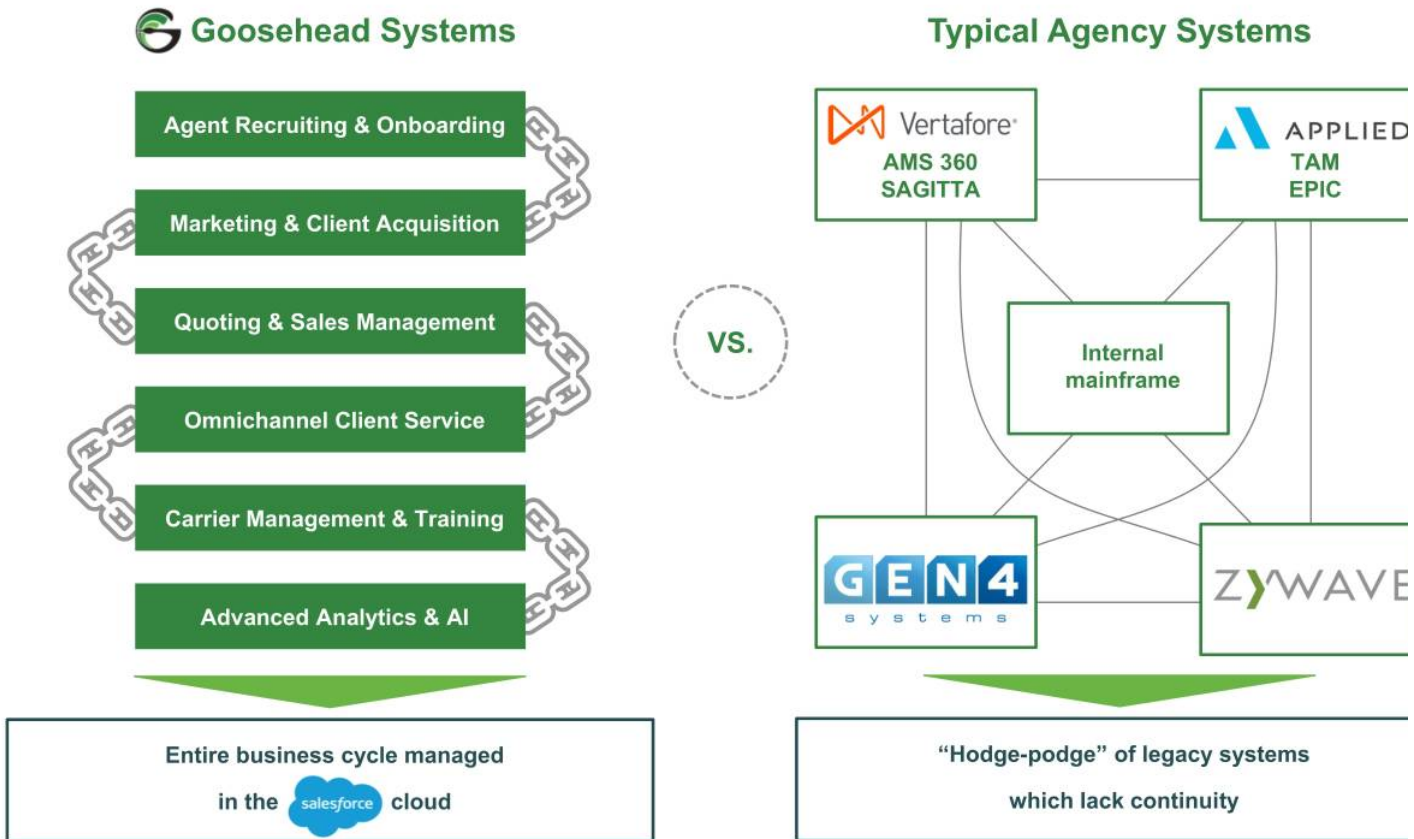 Goosehead Systems
Agent Recruiting & Onboarding
Marketing & Client Acquisition
Quoting & Sales Management
Omnichannel Client Service
Carrier Management & Training
Advanced Analytics & AI
Entire business cycle managed
in the salesforce cloud
VS.
Typical Agency Systems
Vertafore
AMS 360
SAGITTA
APPLIED
TAM
EPIC
Internal
mainframe
GEN4
systems
ZYWAVE
“Hodge-podge” of legacy systems
which lack continuity